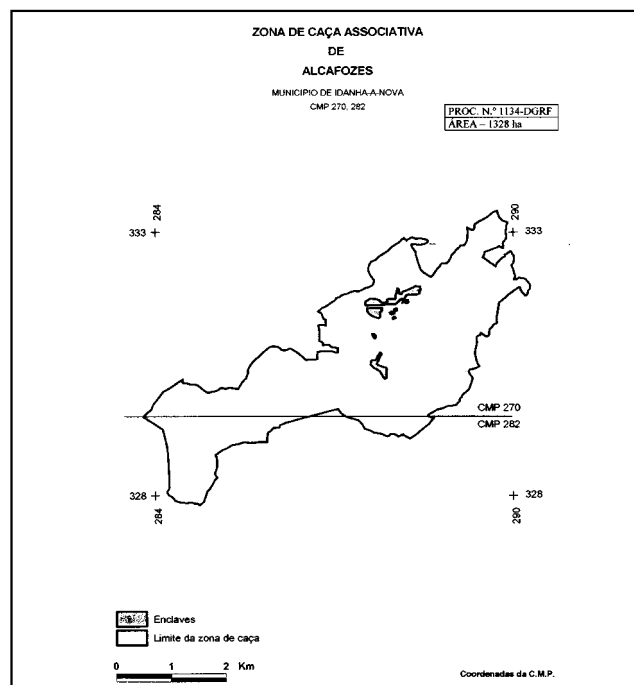 ZONA DE CAÇA ASSOCIATIVA
DE
ALCAFOZES
MUNICIPIO DE IDANHA-A-NOVA
CMP 270, 282
PROC. N.º 1134-DGRF
ÁREA – 1328 ha
284
290
333
333
CMP 270
CMP 282
328
328
284
290
Enclaves
Limite da zona de caça
0 1 2 Km
Coordenadas da C.M.P.